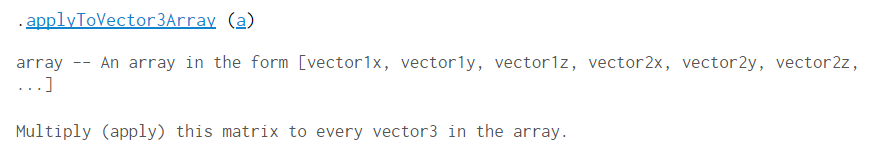 .applyToVector3Array (a)
array -- An array in the form [vector1x, vector1y, vector1z, vector2x, vector2y, vector2z,
...]
Multiply (apply) this matrix to every vector3 in the array.